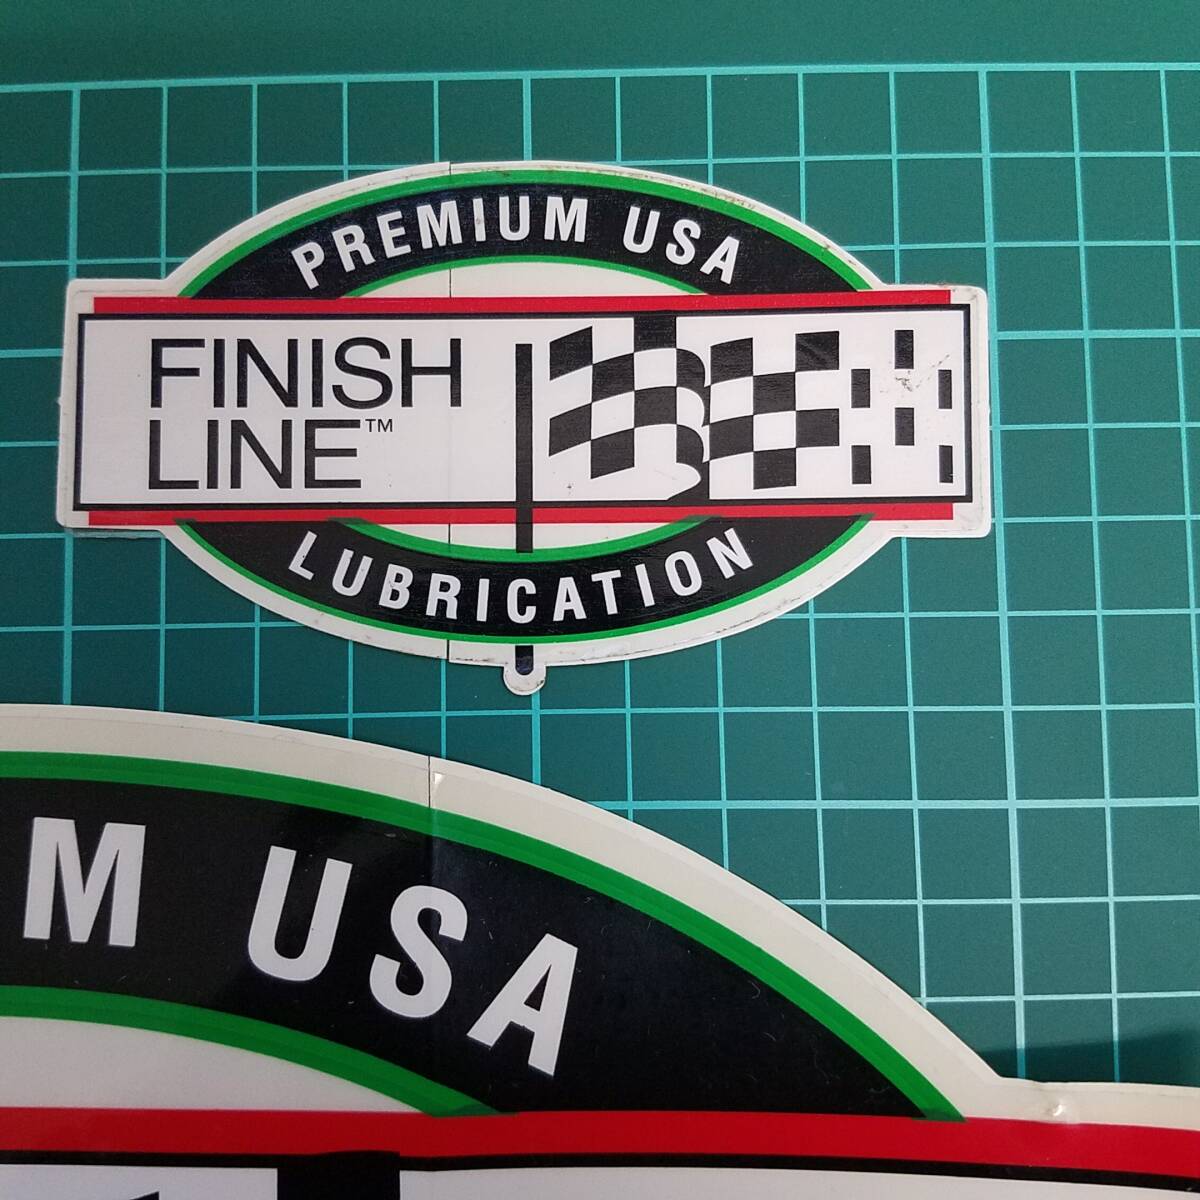 PREMIUM USA
FINISH
LINE™
LUBRICATION
M USA